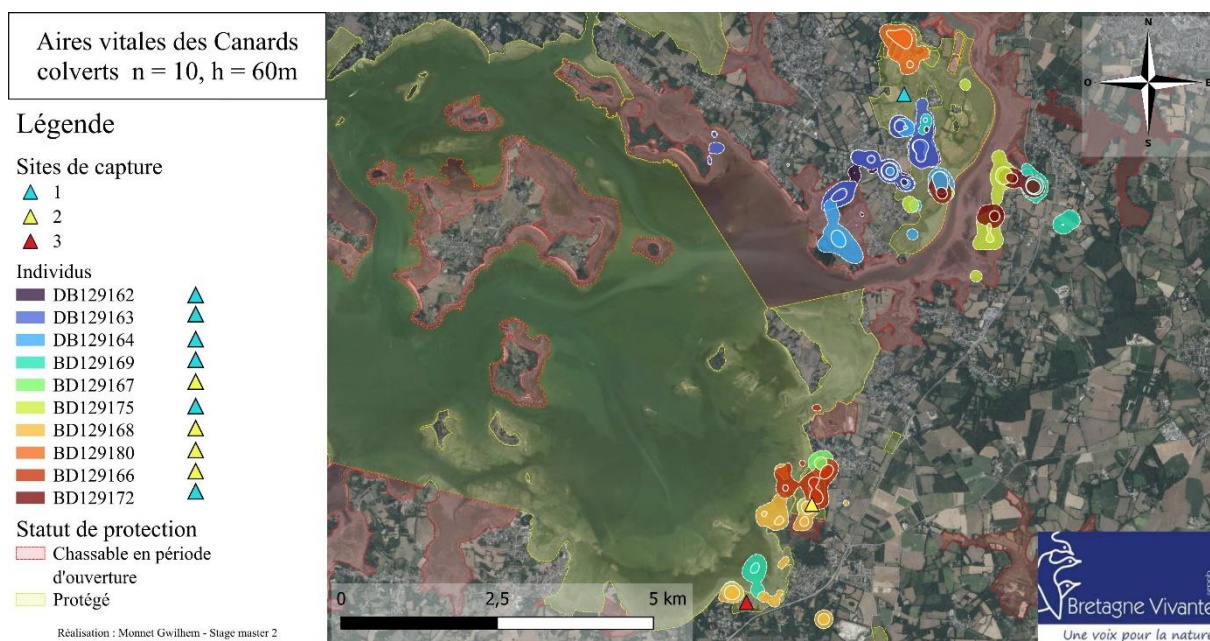 Aires vitales des Canards
colverts n = 10, h = 60m
Légende
Sites de capture
1
2
3
Individus
DB129162
DB129163
DB129164
BD129169
BD129167
BD129175
BD129168
BD129180
BD129166
BD129172
Statut de protection
Chassable en période
d'ouverture
Protégé
Réalisation : Monnet Gwilhem - Stage master 2
N
O
E
S
0
2,5
5 km
Bretagne Vivante
Une voix pour la nature